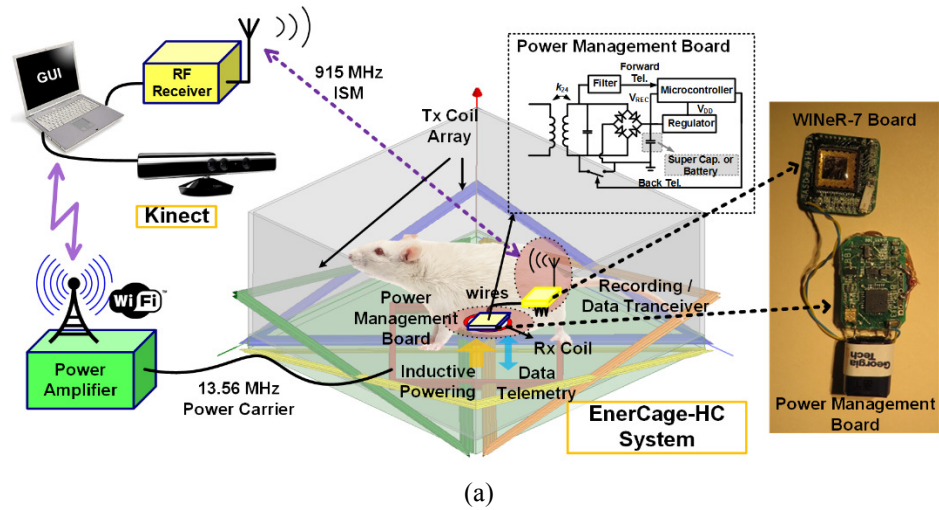 GUI
RF
Receiver
Kinect
WiFi
Power
Amplifier
13.56 MHz
Power Carrier
915 MHz
ISM
Tx Coil
Array
Power Management Board
k74
Filter
Forward
Tel.
Microcontroller
VREC
VDD
Regulator
Super Cap. or
Battery
Back Tel.
wires
Power
Management
Board
Recording /
Data Tranceiver
Rx Coil
Inductive
Powering
Data
Telemetry
EnerCage-HC
System
WINeR-7 Board
Georgia
Tech
Power Management
Board
(a)